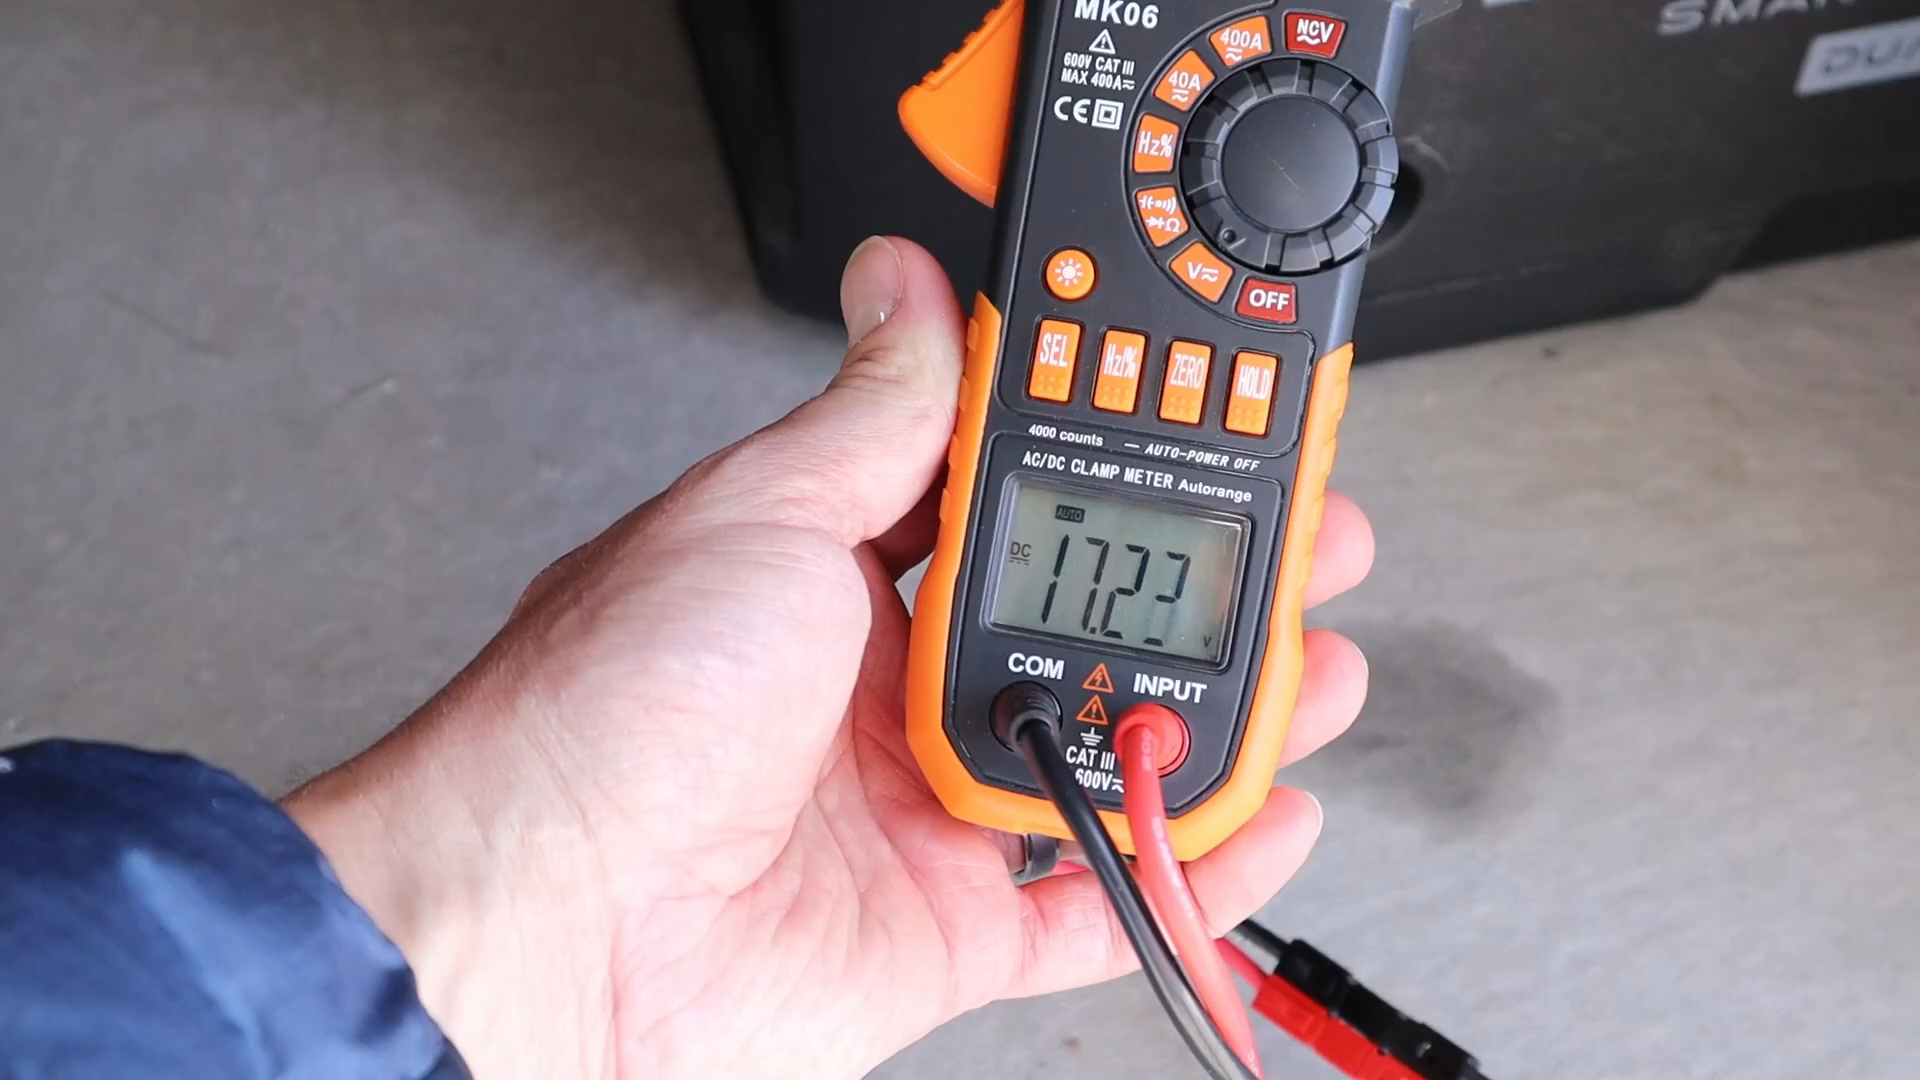 MK06
600V CAT III
MAX 400A
CE
NCV
400A
40A
Hz%
Ω
V
OFF
SEL
Hz/%
ZERO
HOLD
4000 counts
AUTO-POWER OFF
AC/DC CLAMP METER Autorange
AUTO
DC
17.23
V
COM
INPUT
CAT III
600V